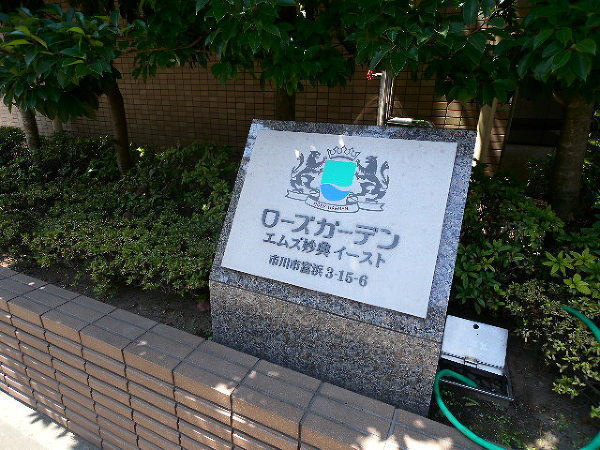 ローズガーデン
エムズ妙典 イースト
市川市富浜 3-15-6